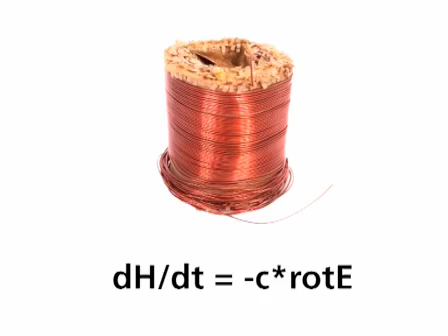 dH/dt = -c*rotE